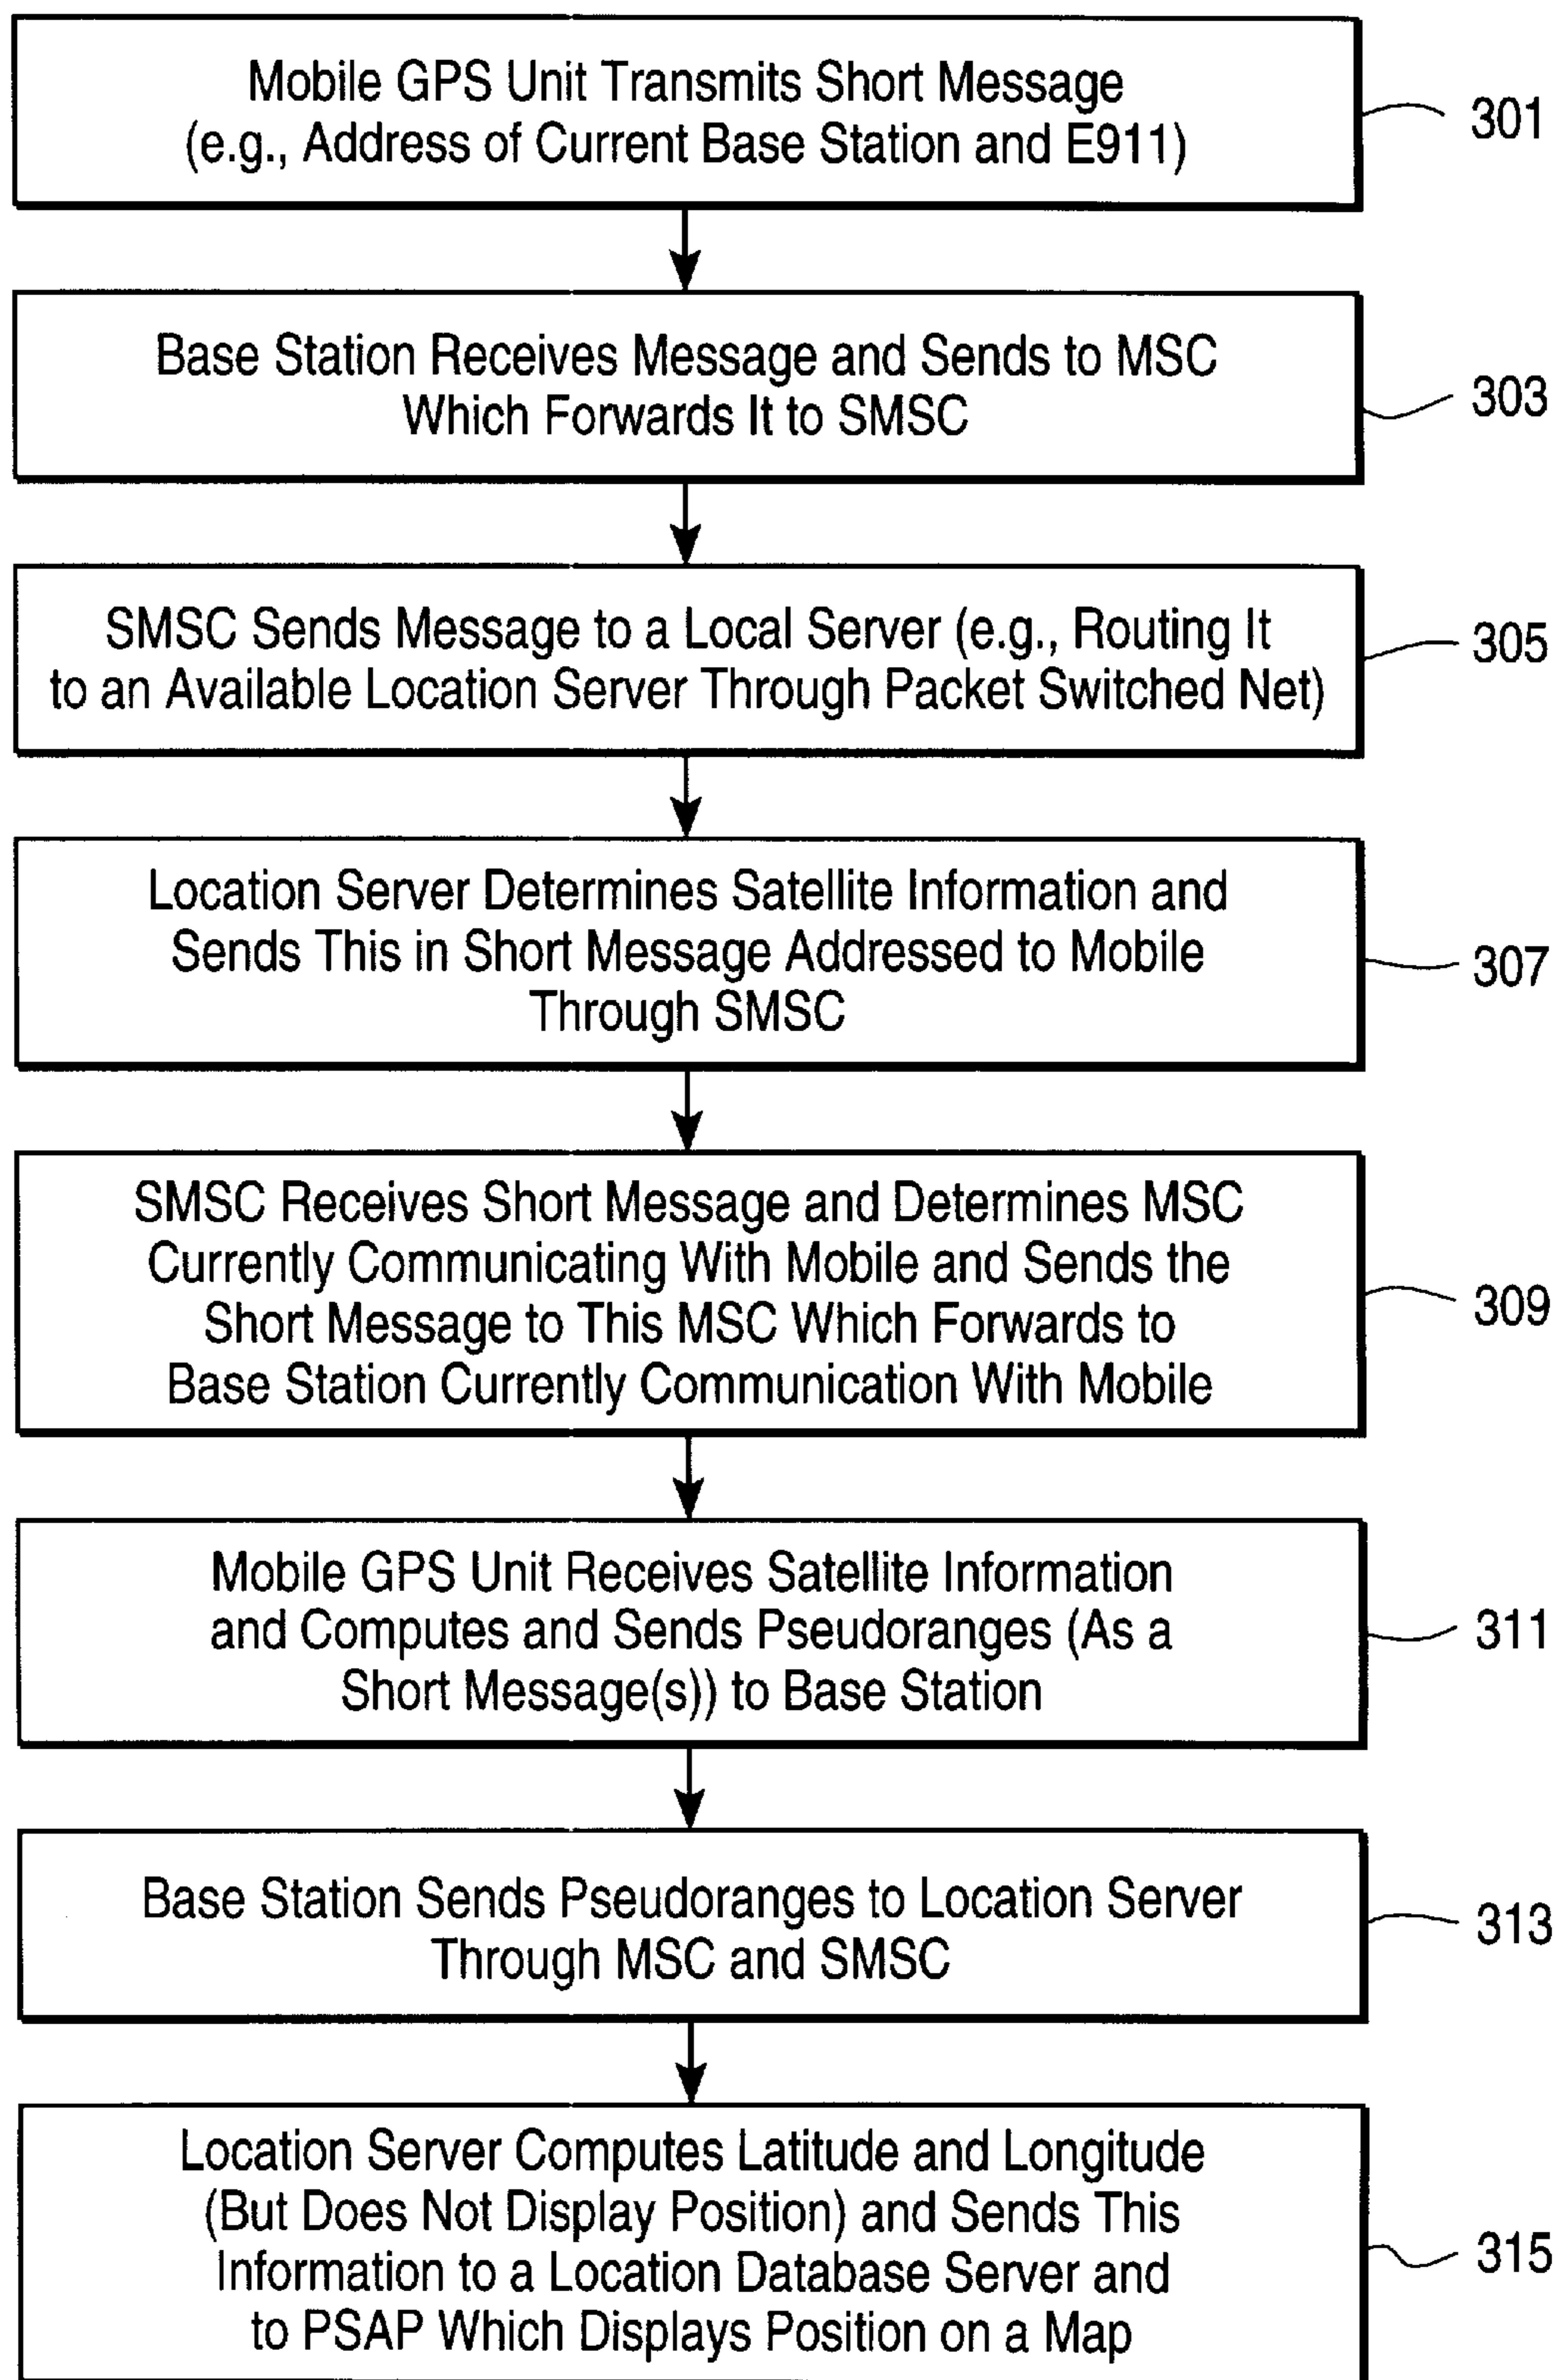 Mobile GPS Unit Transmits Short Message
(e.g., Address of Current Base Station and E911)
301
Base Station Receives Message and Sends to MSC
Which Forwards It to SMSC
303
SMSC Sends Message to a Local Server (e.g., Routing It
to an Available Location Server Through Packet Switched Net)
305
Location Server Determines Satellite Information and
Sends This in Short Message Addressed to Mobile
Through SMSC
307
SMSC Receives Short Message and Determines MSC
Currently Communicating With Mobile and Sends the
Short Message to This MSC Which Forwards to
Base Station Currently Communication With Mobile
309
Mobile GPS Unit Receives Satellite Information
and Computes and Sends Pseudoranges (As a
Short Message(s)) to Base Station
311
Base Station Sends Pseudoranges to Location Server
Through MSC and SMSC
313
Location Server Computes Latitude and Longitude
(But Does Not Display Position) and Sends This
Information to a Location Database Server and
to PSAP Which Displays Position on a Map
315